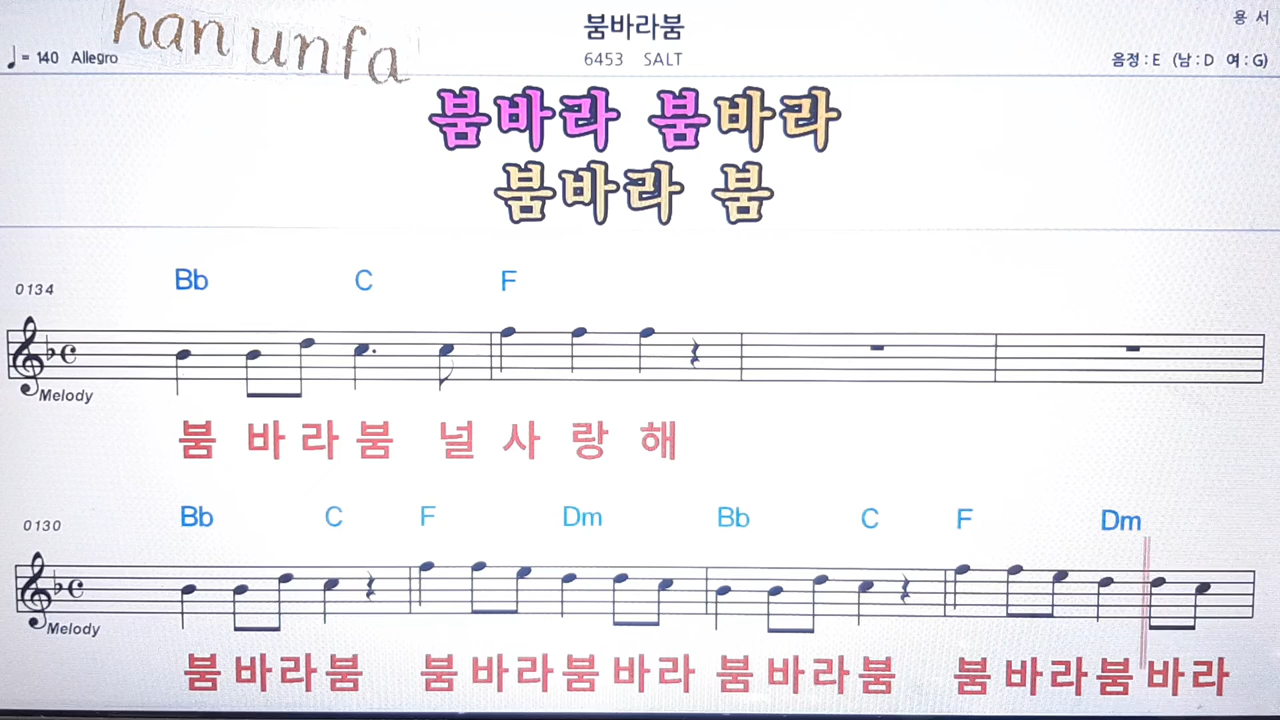 han unfa
붐바라붐
용 서
♩= 140 Allegro
6453 SALT
음정 : E (남 : D 여 : G)
붐바라 붐바라
붐바라 붐
Bb C F
0134
Melody
붐 바 라 붐 널 사 랑 해
Bb C F Dm Bb C F Dm
0130
Melody
붐 바라붐 붐 바라붐 바라 붐 바라붐 붐 바라붐바라